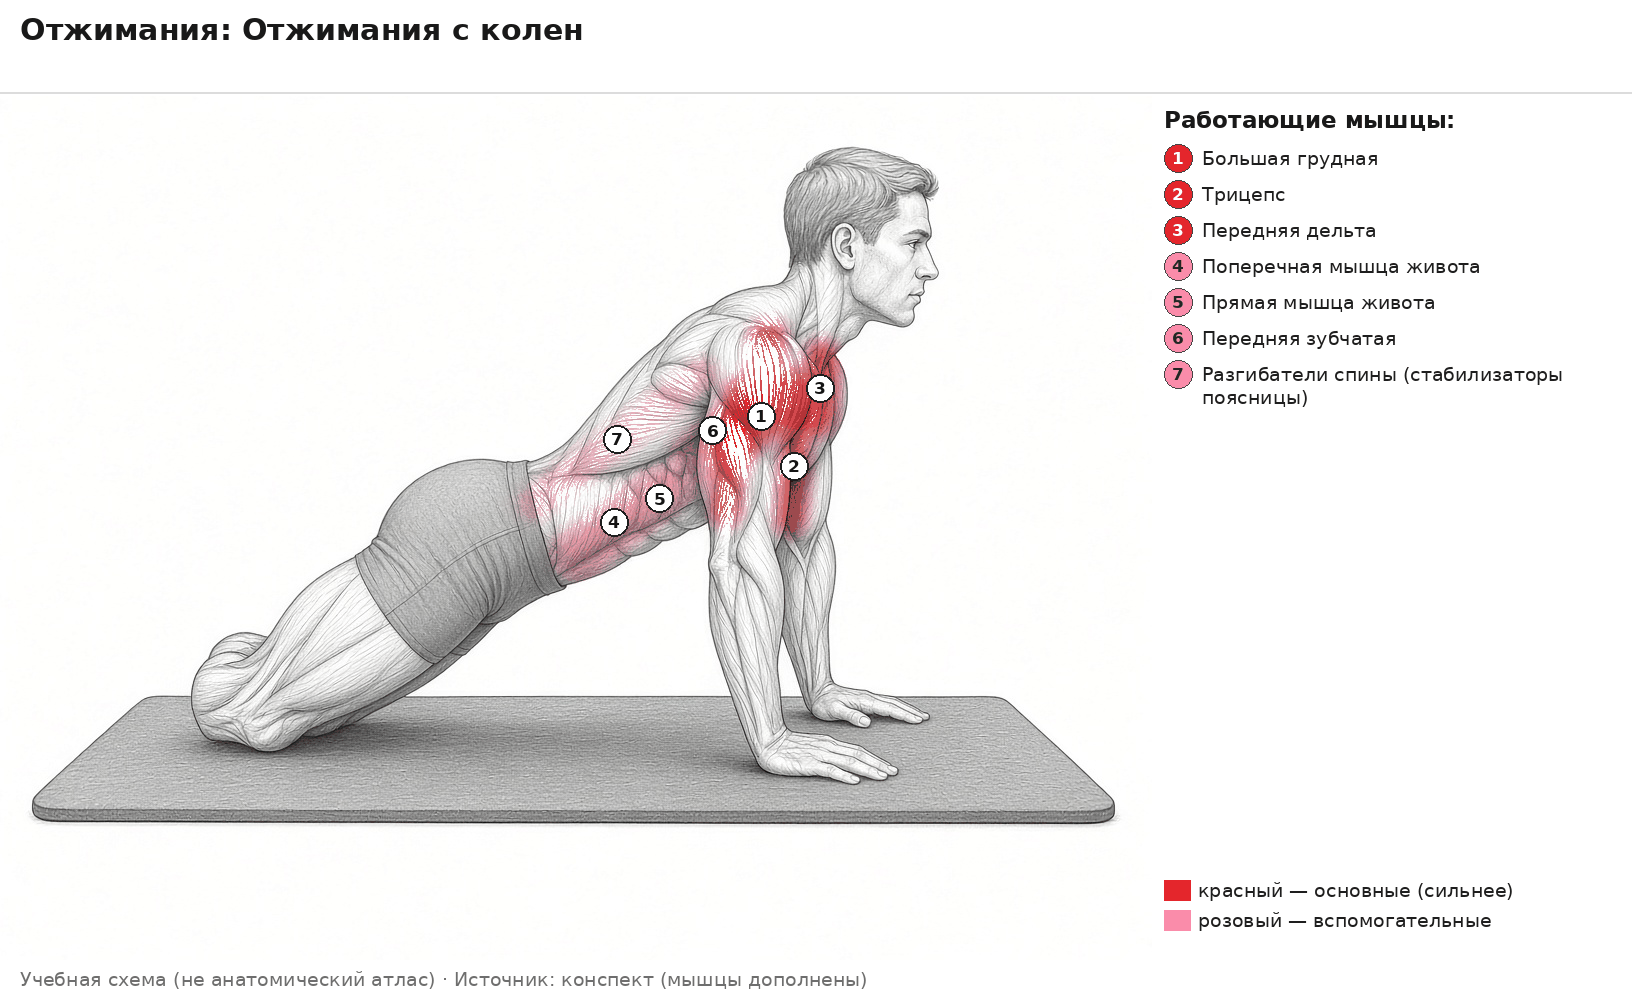 Отжимания: Отжимания с колен
Работающие мышцы:
1 Большая грудная
2 Трицепс
3 Передняя дельта
4 Поперечная мышца живота
5 Прямая мышца живота
6 Передняя зубчатая
7 Разгибатели спины (стабилизаторы
поясницы)
3
1
6
7
2
5
4
красный — основные (сильнее)
розовый — вспомогательные
Учебная схема (не анатомический атлас) · Источник: конспект (мышцы дополнены)